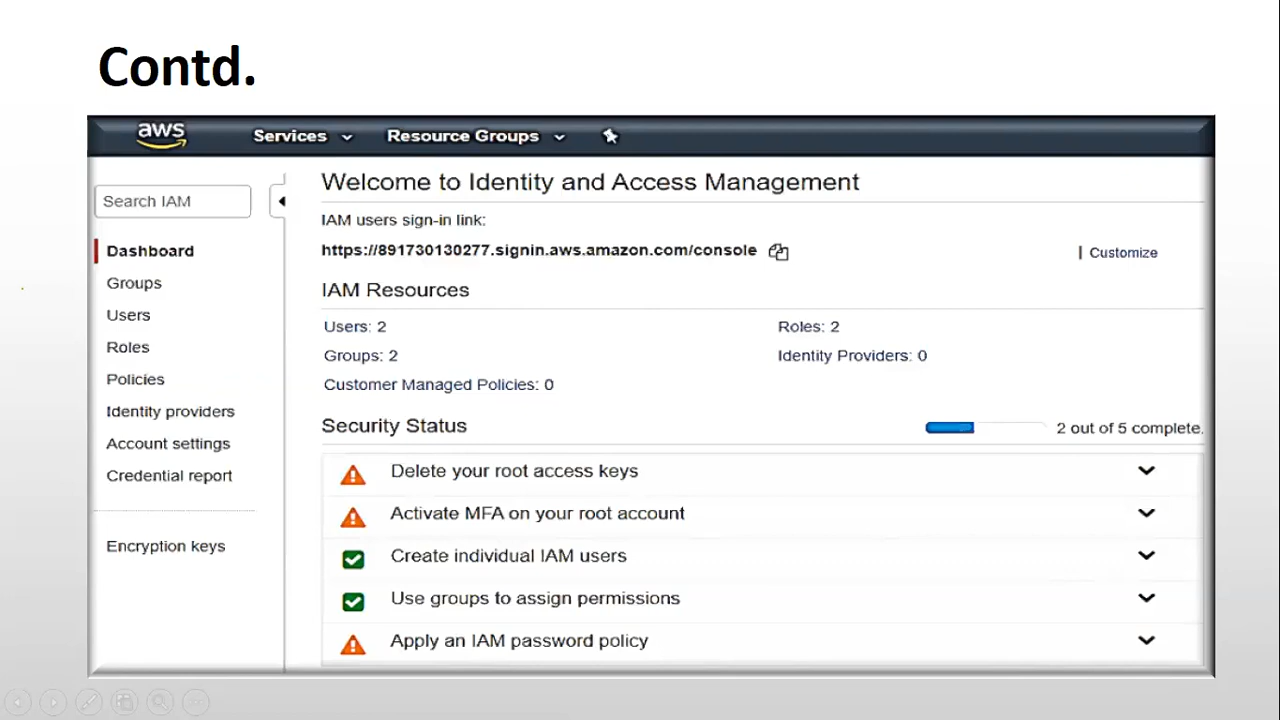 Contd.
aws Services Resource Groups
Search IAM
Dashboard
Groups
Users
Roles
Policies
Identity providers
Account settings
Credential report
Encryption keys
Welcome to Identity and Access Management
IAM users sign-in link:
https://891730130277.signin.aws.amazon.com/console
| Customize
IAM Resources
Users: 2 Roles: 2
Groups: 2 Identity Providers: 0
Customer Managed Policies: 0
Security Status 2 out of 5 complete.
Delete your root access keys
Activate MFA on your root account
Create individual IAM users
Use groups to assign permissions
Apply an IAM password policy